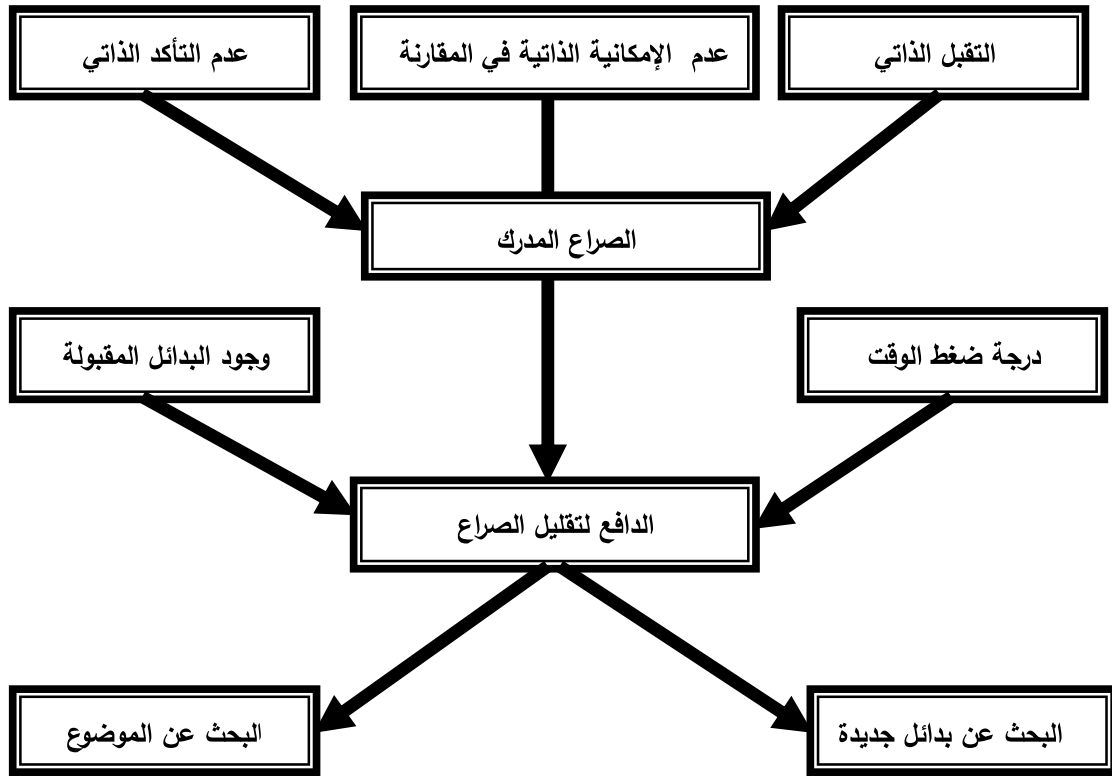 التقبل الذاتي
عدم الإمكانية الذاتية في المقارنة
عدم التأكد الذاتي
الصراع المدرك
درجة ضغط الوقت
وجود البدائل المقبولة
الدافع لتقليل الصراع
البحث عن بدائل جديدة
البحث عن الموضوع